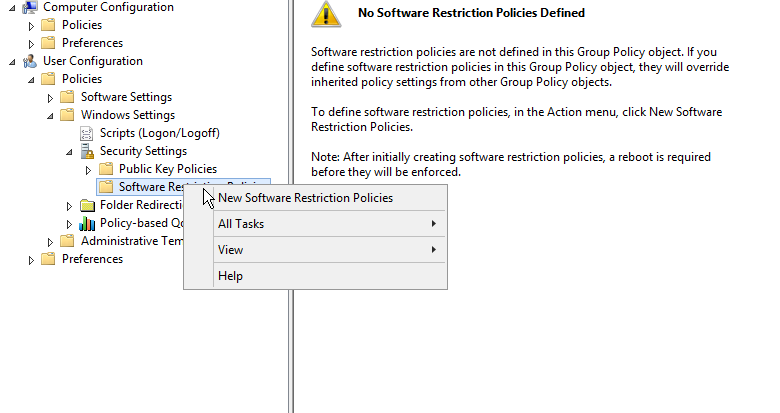 Computer Configuration
Policies
Preferences
User Configuration
Policies
Software Settings
Windows Settings
Scripts (Logon/Logoff)
Security Settings
Public Key Policies
Software
Folder
Policy-based
Administrative
Preferences
New Software Restriction Policies
All Tasks
View
Help
No Software Restriction Policies Defined
Software restriction policies are not defined in this Group Policy object. If you
define software restriction policies in this Group Policy object, they will override
inherited policy settings from other Group Policy objects.
To define software restriction policies, in the Action menu, click New Software
Restriction Policies.
Note: After initially creating software restriction policies, a reboot is required
before they will be enforced.